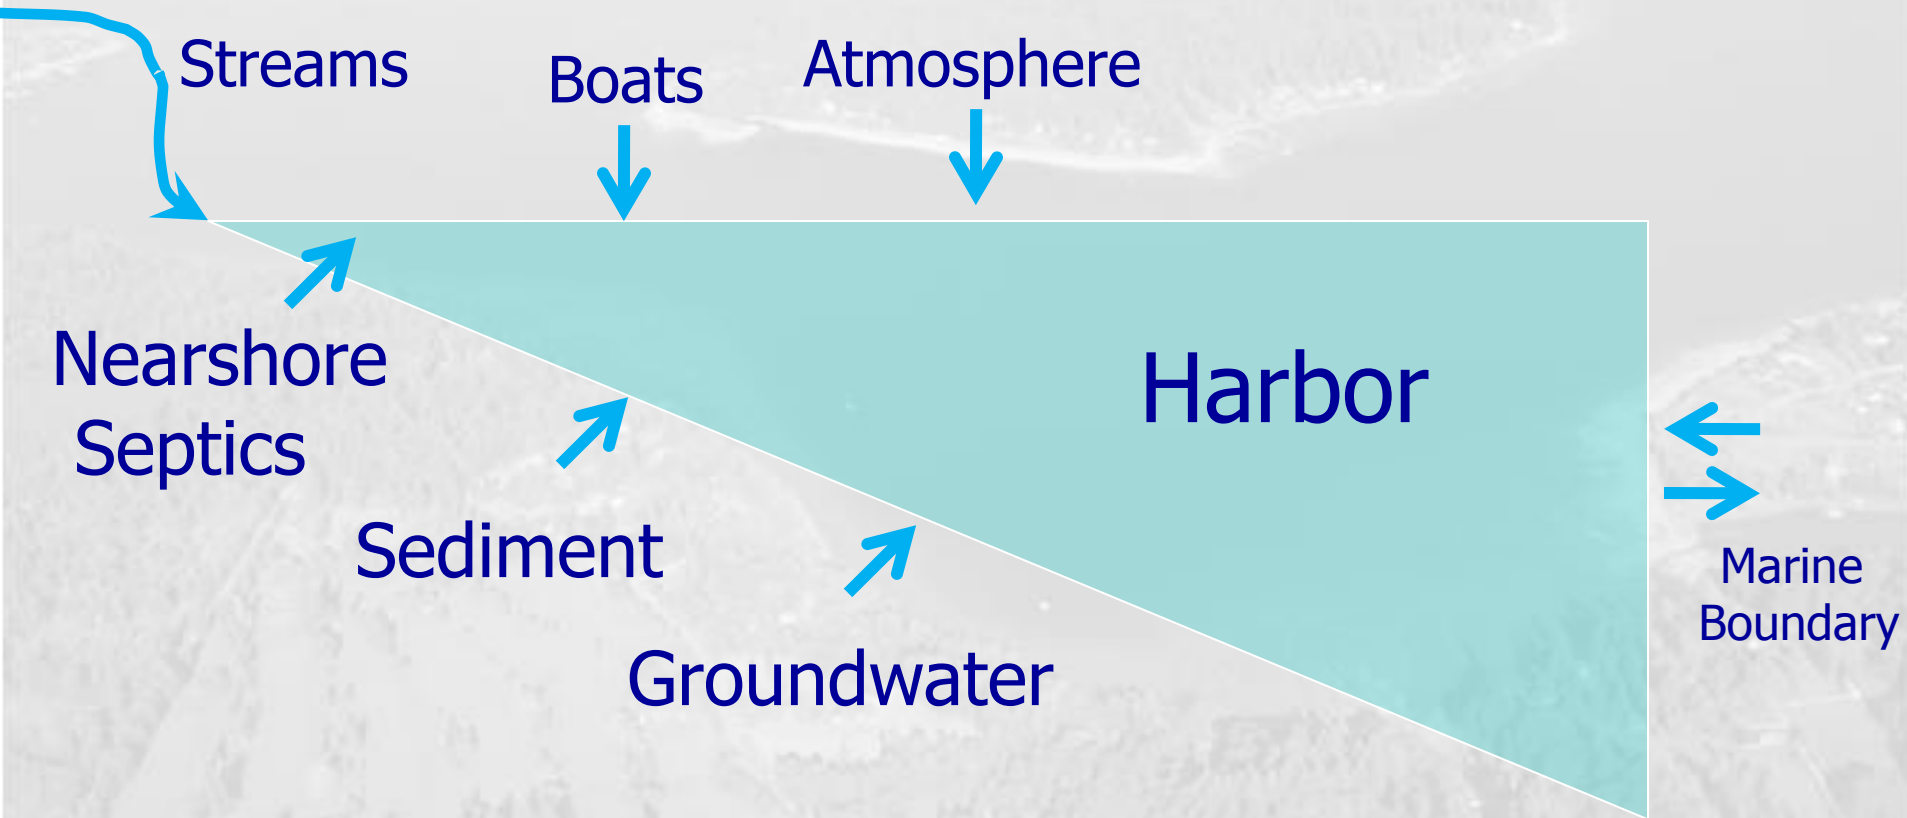 Streams
Boats
Atmosphere
Nearshore
Septics
Harbor
Sediment
Groundwater
Marine
Boundary